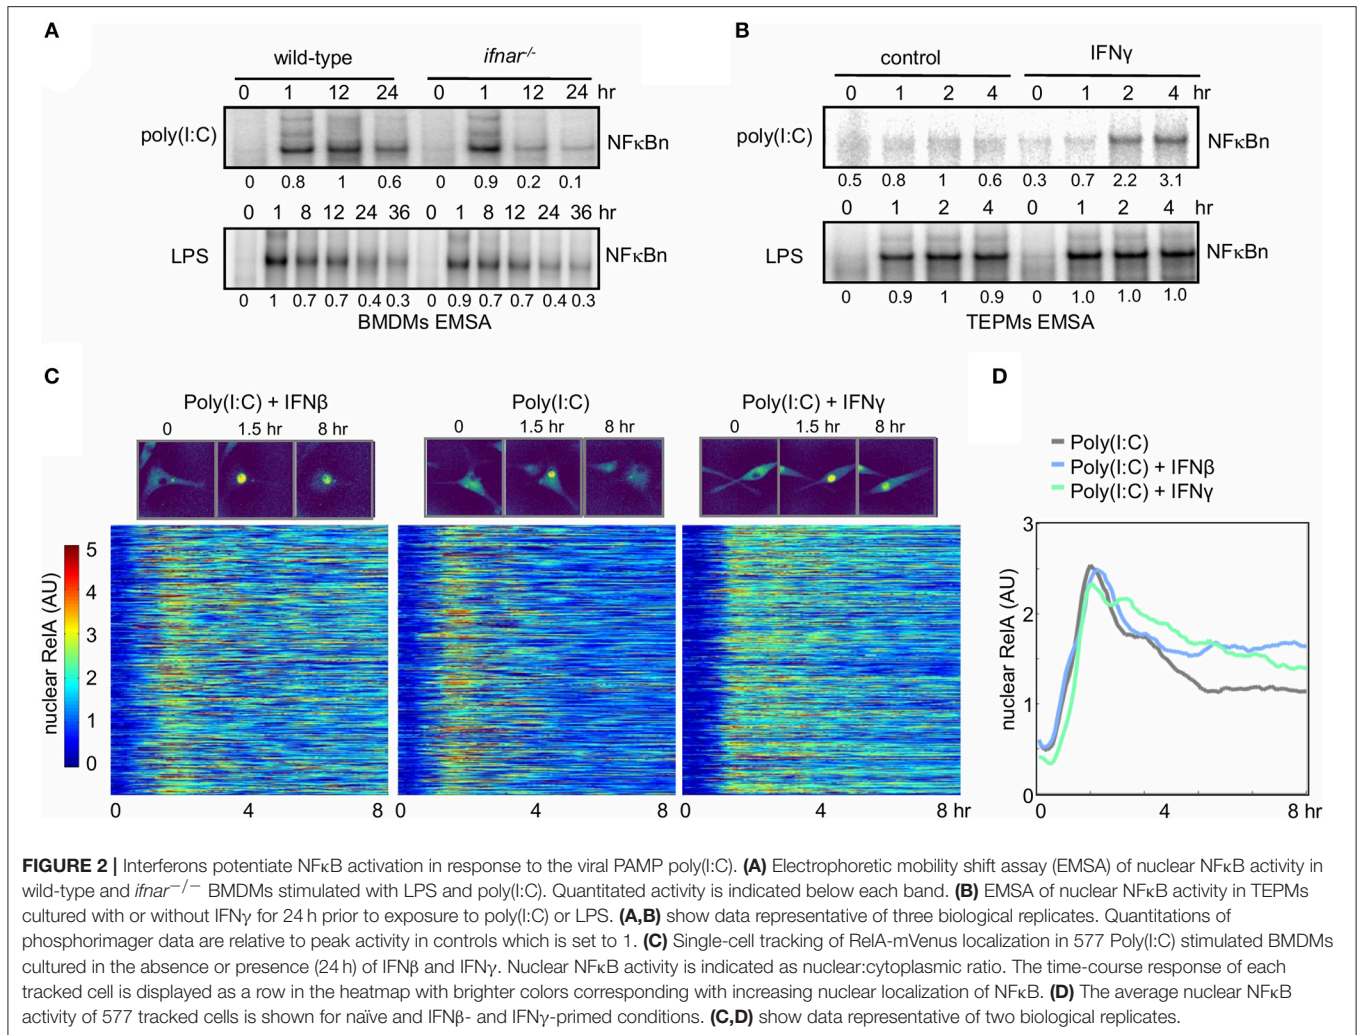 A
wild-type ifnar-/-
0 1 12 24 0 1 12 24 hr
poly(I:C) NFκBn
0 0.8 1 0.6 0 0.9 0.2 0.1
0 1 8 12 24 36 0 1 8 12 24 36 hr
LPS NFκBn
0 1 0.7 0.7 0.4 0.3 0 0.9 0.7 0.7 0.4 0.3
BMDMs EMSA
B
control IFNγ
0 1 2 4 0 1 2 4 hr
poly(I:C) NFκBn
0.5 0.8 1 0.6 0.3 0.7 2.2 3.1
0 1 2 4 0 1 2 4 hr
LPS NFκBn
0 0.9 1 0.9 0 1.0 1.0 1.0
TEPMs EMSA
C
Poly(I:C) + IFNβ Poly(I:C) Poly(I:C) + IFNγ
0 1.5 hr 8 hr 0 1.5 hr 8 hr 0 1.5 hr 8 hr
nuclear RelA (AU)
5
4
3
2
1
0
0 4 8 0 4 8 0 4 8 hr
D
Poly(I:C)
Poly(I:C) + IFNβ
Poly(I:C) + IFNγ
nuclear RelA (AU)
3
2
1
0
0 4 8 hr
FIGURE 2 | Interferons potentiate NFκB activation in response to the viral PAMP poly(I:C). (A) Electrophoretic mobility shift assay (EMSA) of nuclear NFκB activity in
wild-type and ifnar−/− BMDMs stimulated with LPS and poly(I:C). Quantitated activity is indicated below each band. (B) EMSA of nuclear NFκB activity in TEPMs
cultured with or without IFNγ for 24 h prior to exposure to poly(I:C) or LPS. (A,B) show data representative of three biological replicates. Quantitations of
phosphorimager data are relative to peak activity in controls which is set to 1. (C) Single-cell tracking of RelA-mVenus localization in 577 Poly(I:C) stimulated BMDMs
cultured in the absence or presence (24 h) of IFNβ and IFNγ. Nuclear NFκB activity is indicated as nuclear:cytoplasmic ratio. The time-course response of each
tracked cell is displayed as a row in the heatmap with brighter colors corresponding with increasing nuclear localization of NFκB. (D) The average nuclear NFκB
activity of 577 tracked cells is shown for naïve and IFNβ- and IFNγ-primed conditions. (C,D) show data representative of two biological replicates.